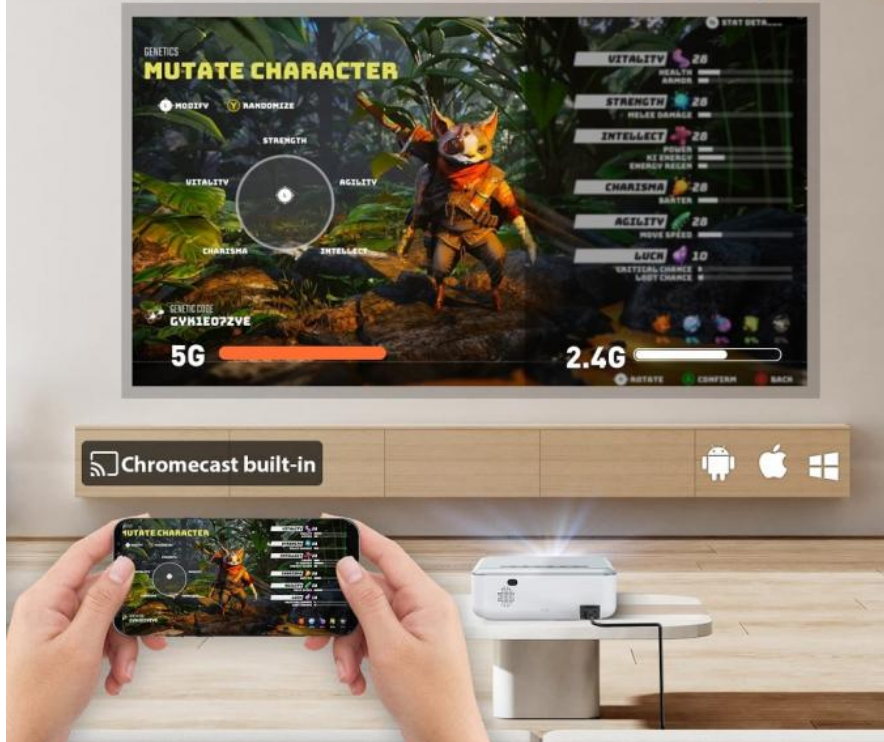 STAT DETA....
GENETICS
MUTATE CHARACTER
MODIFY
Y RANDOMIZE
STRENGTH
VITALITY
AGILITY
CHARISMA
INTELLECT
GENETIC CODE
VITALITY 28
HEALTH
ARMOR
STRENGTH 28
MELEE DAMAGE
INTELLECT 28
POWER
KI ENERGY
ENERGY REGEN
CHARISMA 28
BARTER
AGILITY 28
MOVE SPEED
LUCK 10
CRITICAL CHANCE
LOOT CHANCE
5G
2.4G
ROTATE
CONFIRM
BACK
Chromecast built-in
MUTATE CHARACTER